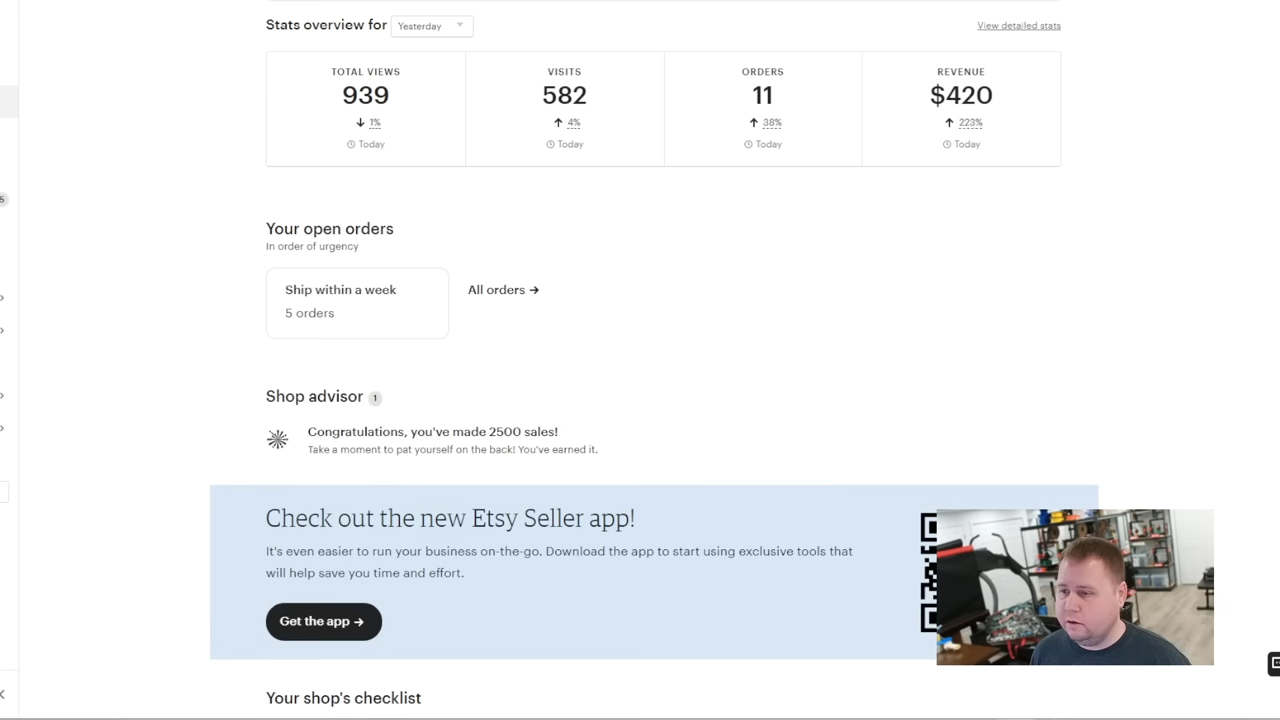 Stats overview for Yesterday View detailed stats
TOTAL VIEWS VISITS ORDERS REVENUE
939 582 11 $420
↓ 1% ↑ 4% ↑ 38% ↑ 223%
Today Today Today Today
5
Your open orders
In order of urgency
Ship within a week All orders →
5 orders
Shop advisor 1
Congratulations, you've made 2500 sales!
Take a moment to pat yourself on the back! You've earned it.
Check out the new Etsy Seller app!
It's even easier to run your business on-the-go. Download the app to start using exclusive tools that
will help save you time and effort.
Get the app →
Your shop's checklist